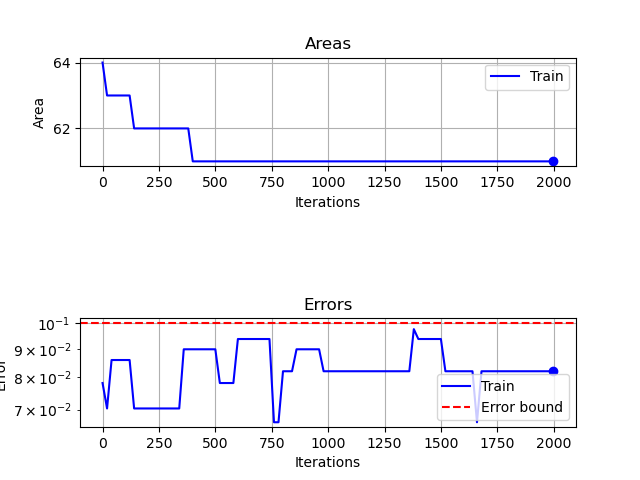 Areas
64
62
Area
Train
0 250 500 750 1000 1250 1500 1750 2000
Iterations
Errors
10⁻¹
9 × 10⁻²
8 × 10⁻²
7 × 10⁻²
Error
Train
Error bound
0 250 500 750 1000 1250 1500 1750 2000
Iterations